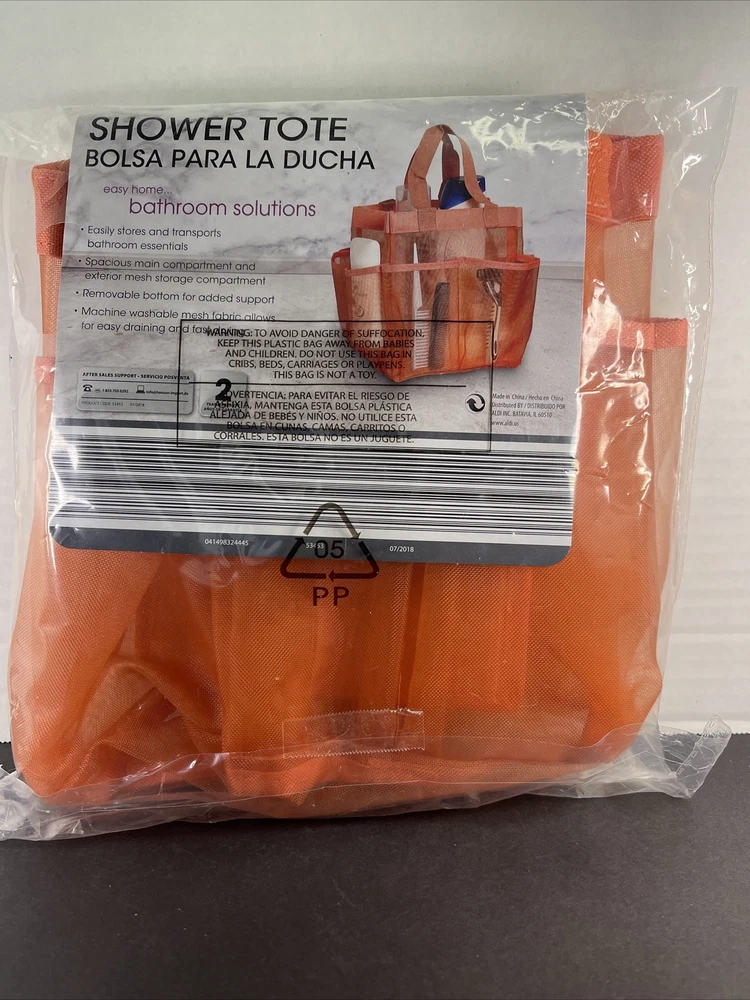 SHOWER TOTE
BOLSA PARA LA DUCHA
easy home...
bathroom solutions
• Easily stores and transports
bathroom essentials
• Spacious main compartment and
exterior mesh storage compartment
• Removable bottom for added support
• Machine washable mesh fabric allows
for easy draining and fast
WARNING: TO AVOID DANGER OF SUFFOCATION,
KEEP THIS PLASTIC BAG AWAY FROM BABIES
AND CHILDREN. DO NOT USE THIS BAG IN
CRIBS, BEDS, CARRIAGES OR PLAYPENS.
THIS BAG IS NOT A TOY.
ADVERTENCIA: PARA EVITAR EL RIESGO DE
ASFIXIA, MANTENGA ESTA BOLSA PLÁSTICA
ALEJADA DE BEBÉS Y NIÑOS. NO UTILICE ESTA
BOLSA EN CUNAS, CAMAS, CARRITOS O
CORRALES. ESTA BOLSA NO ES UN JUGUETE.
AFTER SALES SUPPORT • SERVICIO POSVENTA
2
Made in China / Hecho en China
Distributed BY / DISTRIBUIDO POR
ALDI INC. BATAVIA, IL 60510
www.aldi.us
041498324445
07/2018
05
PP